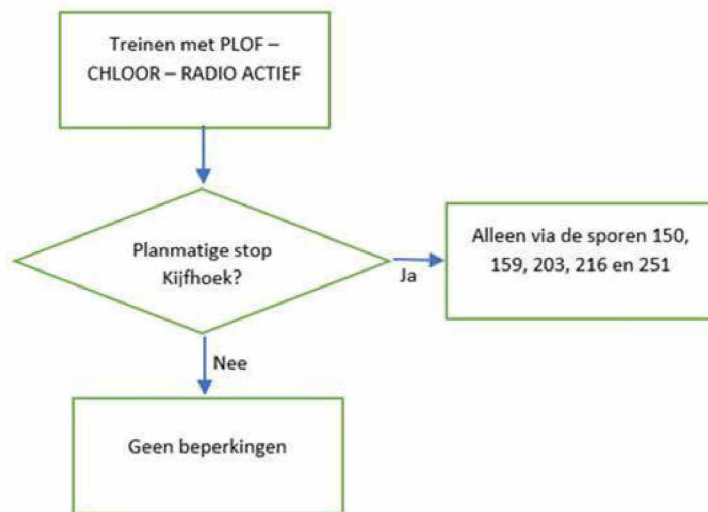 Treinen met PLOF –
CHLOOR – RADIO ACTIEF
Planmatige stop
Kijfhoek?
Ja
Alleen via de sporen 150,
159, 203, 216 en 251
Nee
Geen beperkingen